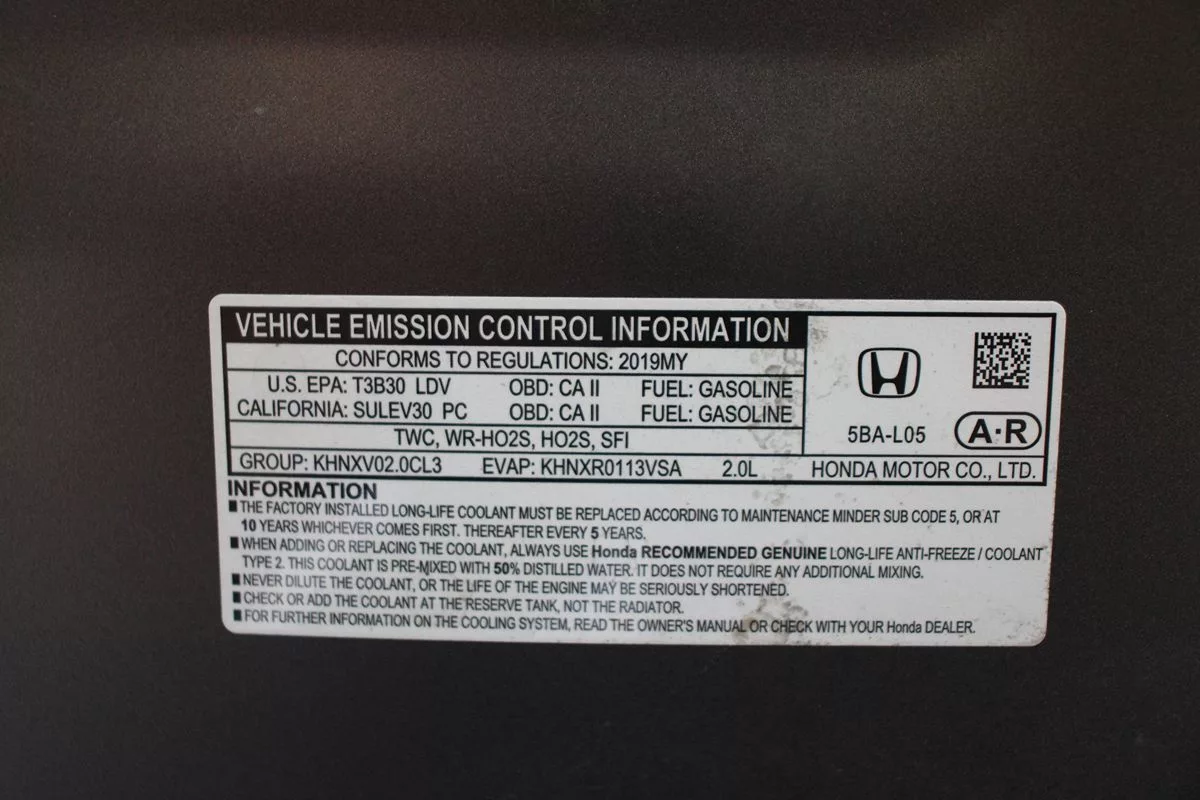 VEHICLE EMISSION CONTROL INFORMATION
CONFORMS TO REGULATIONS: 2019MY
U.S. EPA: T3B30 LDV OBD: CA II FUEL: GASOLINE
CALIFORNIA: SULEV30 PC OBD: CA II FUEL: GASOLINE
TWC, WR-HO2S, HO2S, SFI
5BA-L05 A·R
GROUP: KHNXV02.0CL3 EVAP: KHNXR0113VSA 2.0L HONDA MOTOR CO., LTD.
INFORMATION
■ THE FACTORY INSTALLED LONG-LIFE COOLANT MUST BE REPLACED ACCORDING TO MAINTENANCE MINDER SUB CODE 5, OR AT
10 YEARS WHICHEVER COMES FIRST. THEREAFTER EVERY 5 YEARS.
■ WHEN ADDING OR REPLACING THE COOLANT, ALWAYS USE Honda RECOMMENDED GENUINE LONG-LIFE ANTI-FREEZE / COOLANT
TYPE 2. THIS COOLANT IS PRE-MIXED WITH 50% DISTILLED WATER. IT DOES NOT REQUIRE ANY ADDITIONAL MIXING.
■ NEVER DILUTE THE COOLANT, OR THE LIFE OF THE ENGINE MAY BE SERIOUSLY SHORTENED.
■ CHECK OR ADD THE COOLANT AT THE RESERVE TANK, NOT THE RADIATOR.
■ FOR FURTHER INFORMATION ON THE COOLING SYSTEM, READ THE OWNER'S MANUAL OR CHECK WITH YOUR Honda DEALER.